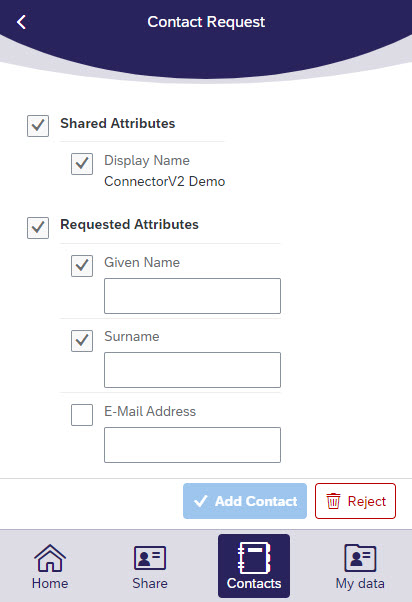 Contact Request
Shared Attributes
Display Name
ConnectorV2 Demo
Requested Attributes
Given Name
Surname
E-Mail Address
Add Contact
Reject
Home
Share
Contacts
My data